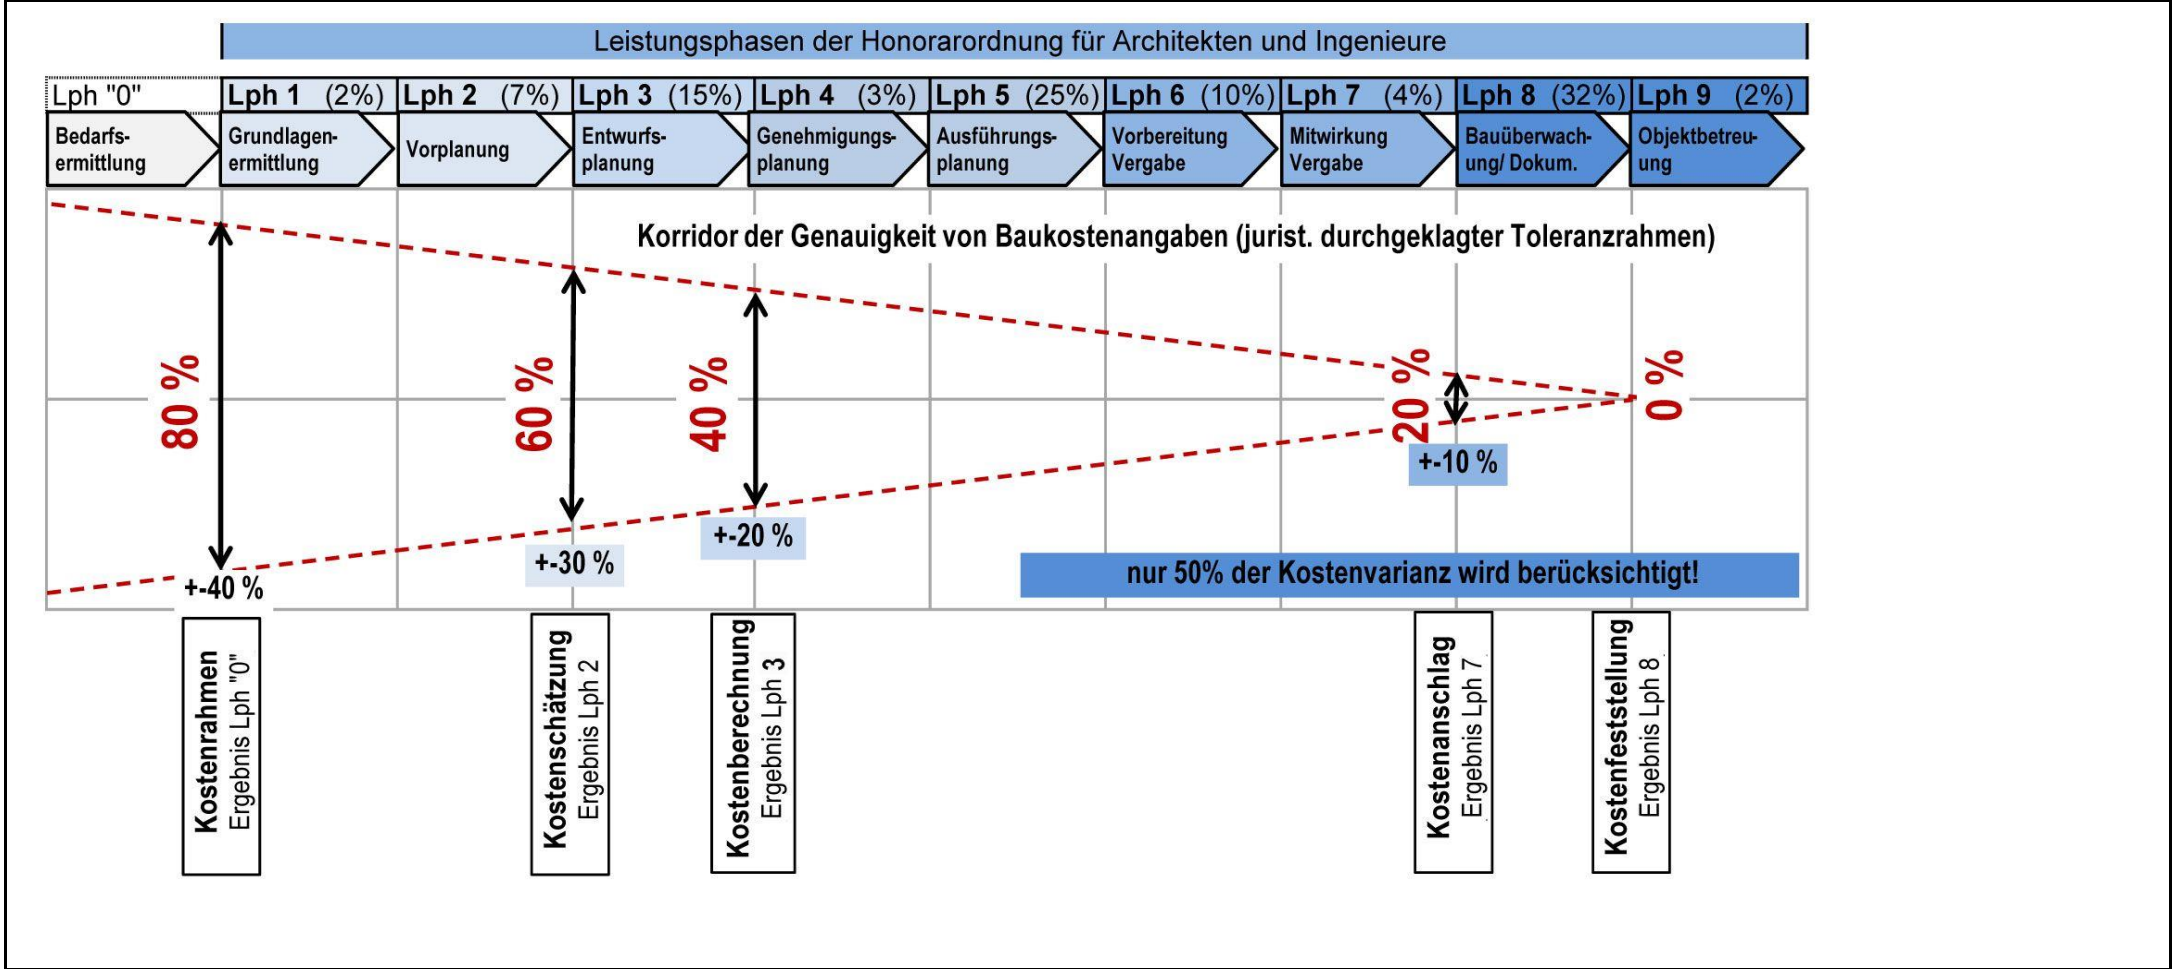 Leistungsphasen der Honorarordnung für Architekten und Ingenieure
Lph "0"
Lph 1 (2%)
Lph 2 (7%)
Lph 3 (15%)
Lph 4 (3%)
Lph 5 (25%)
Lph 6 (10%)
Lph 7 (4%)
Lph 8 (32%)
Lph 9 (2%)
Bedarfs-
ermittlung
Grundlagen-
ermittlung
Vorplanung
Entwurfs-
planung
Genehmigungs-
planung
Ausführungs-
planung
Vorbereitung
Vergabe
Mitwirkung
Vergabe
Bauüberwach-
ung/ Dokum.
Objektbetreu-
ung
Korridor der Genauigkeit von Baukostenangaben (jurist. durchgeklagter Toleranzrahmen)
80 %
60 %
40 %
20 %
0 %
+-40 %
+-30 %
+-20 %
+-10 %
nur 50% der Kostenvarianz wird berücksichtigt!
Kostenrahmen
Ergebnis Lph "0"
Kostenschätzung
Ergebnis Lph 2
Kostenberechnung
Ergebnis Lph 3
Kostenanschlag
Ergebnis Lph 7
Kostenfeststellung
Ergebnis Lph 8